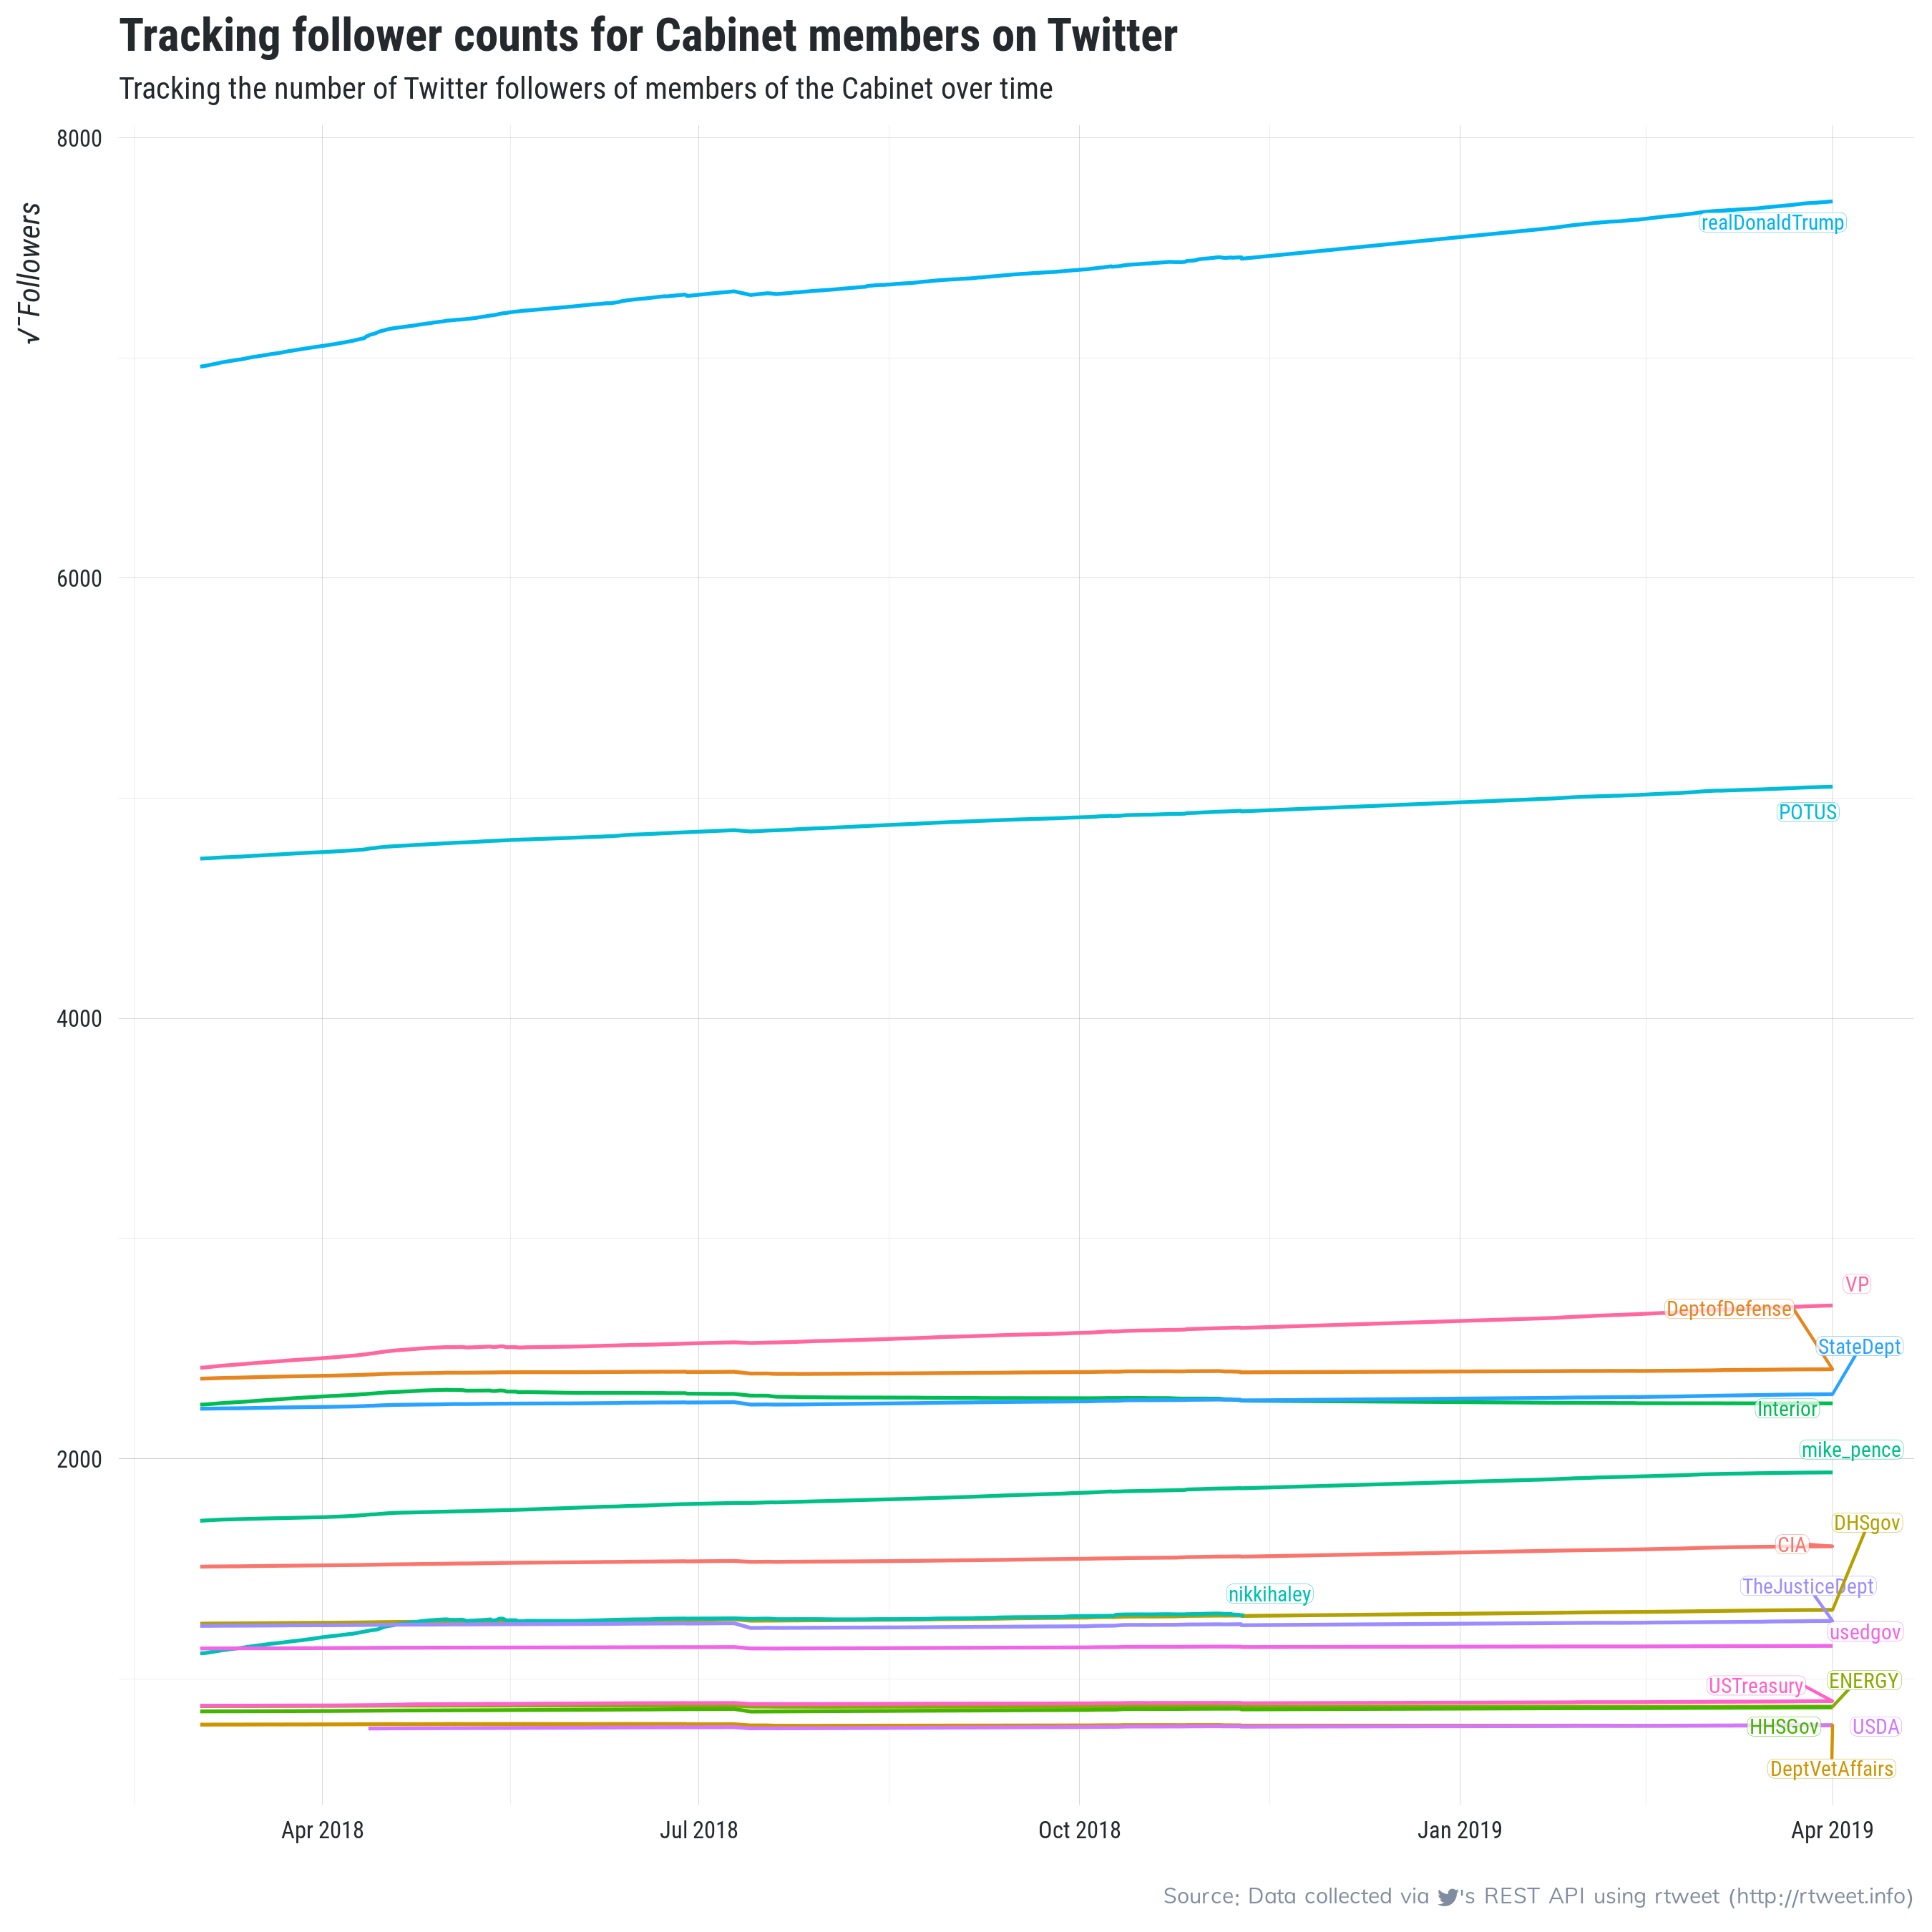 Tracking follower counts for Cabinet members on Twitter
Tracking the number of Twitter followers of members of the Cabinet over time
8000
√¯Followers
realDonaldTrump
6000
POTUS
4000
VP
DeptofDefense
StateDept
Interior
mike_pence
2000
DHSgov
CIA
TheJusticeDept
nikkihaley
usedgov
ENERGY
USTreasury
HHSGov
USDA
DeptVetAffairs
Apr 2018
Jul 2018
Oct 2018
Jan 2019
Apr 2019
Source: Data collected via 's REST API using rtweet (http://rtweet.info)